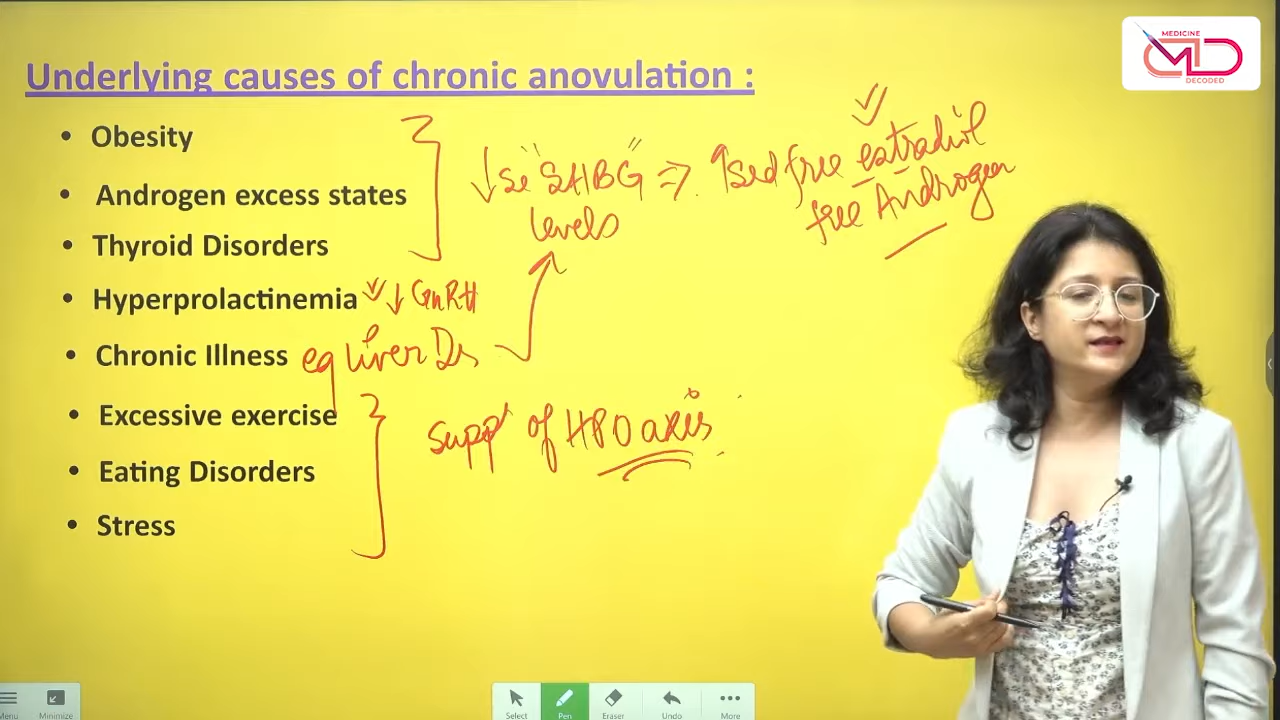 MEDICINE
MD
DECODED
Underlying causes of chronic anovulation :
• Obesity
• Androgen excess states
• Thyroid Disorders
• Hyperprolactinemia ↓ GnRH
• Chronic Illness eg liver Ds
• Excessive exercise
• Eating Disorders
• Stress
↓ Se "SHBG" ⇒ ↑sed free estradiol
levels
free Androgen
supp' of HPO axis
Menu
Minimize
Select
Pen
Eraser
Undo
More